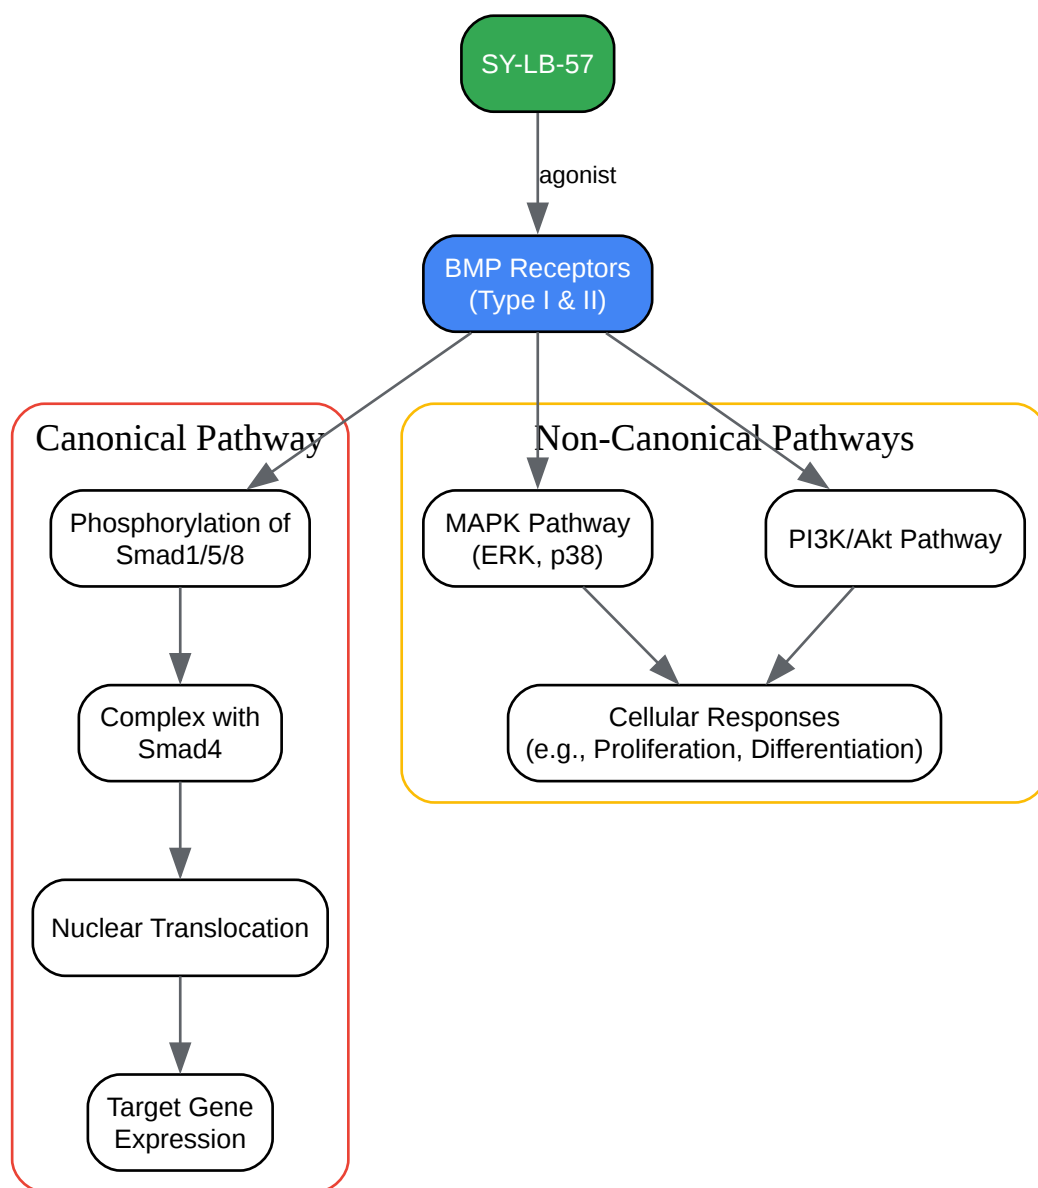 SY-LB-57
agonist
BMP Receptors
(Type I & II)
Canonical Pathway
Phosphorylation of
Smad1/5/8
Complex with
Smad4
Nuclear Translocation
Target Gene
Expression
Non-Canonical Pathways
MAPK Pathway
(ERK, p38)
PI3K/Akt Pathway
Cellular Responses
(e.g., Proliferation, Differentiation)